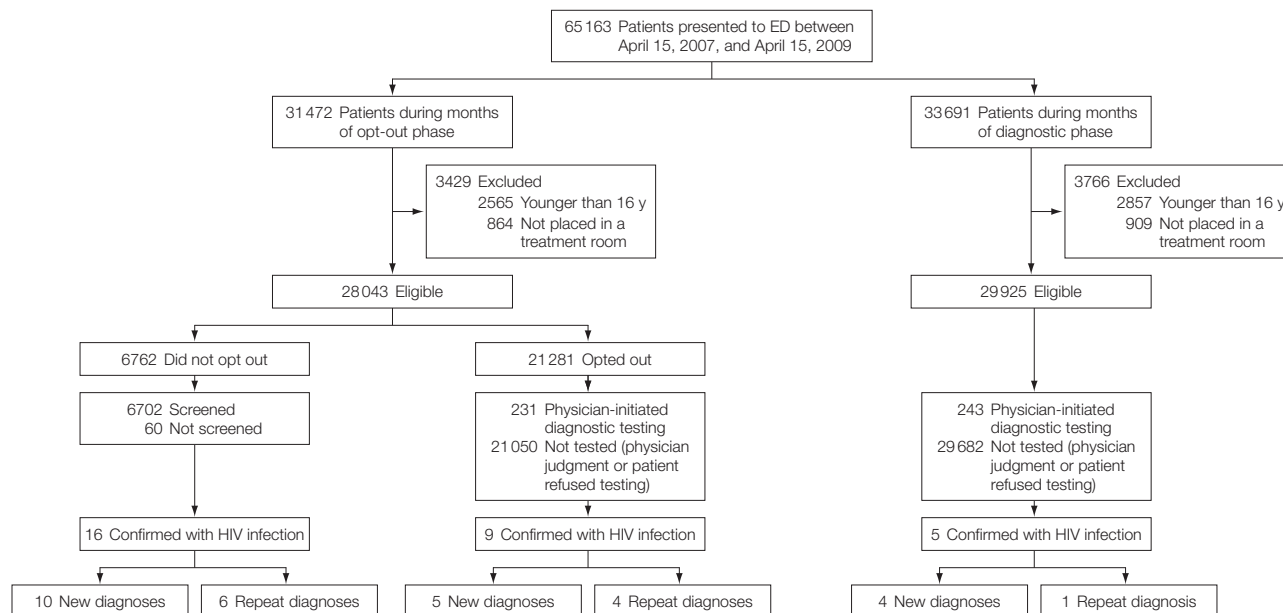 65 163 Patients presented to ED between
April 15, 2007, and April 15, 2009
31 472 Patients during months
of opt-out phase
33 691 Patients during months
of diagnostic phase
3429 Excluded
2565 Younger than 16 y
864 Not placed in a
treatment room
3766 Excluded
2857 Younger than 16 y
909 Not placed in a
treatment room
28 043 Eligible
29 925 Eligible
6762 Did not opt out
21 281 Opted out
6702 Screened
60 Not screened
231 Physician-initiated
diagnostic testing
21 050 Not tested (physician
judgment or patient
refused testing)
243 Physician-initiated
diagnostic testing
29 682 Not tested (physician
judgment or patient
refused testing)
16 Confirmed with HIV infection
9 Confirmed with HIV infection
5 Confirmed with HIV infection
10 New diagnoses
6 Repeat diagnoses
5 New diagnoses
4 Repeat diagnoses
4 New diagnoses
1 Repeat diagnosis